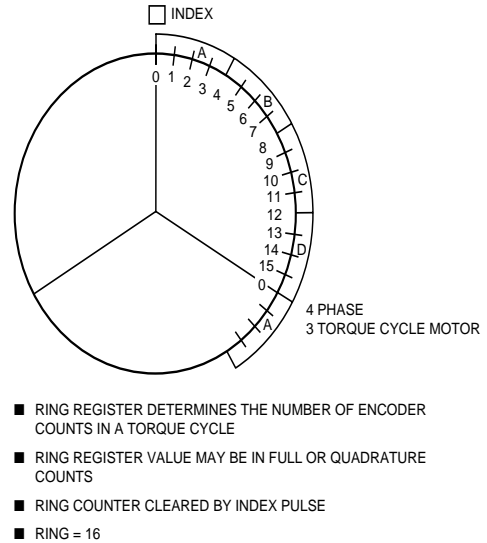 INDEX
A
0 1 2 3 4 5 6 7 8 9 10 11 12 13 14 15 0
B
C
D
A
4 PHASE
3 TORQUE CYCLE MOTOR
■ RING REGISTER DETERMINES THE NUMBER OF ENCODER
COUNTS IN A TORQUE CYCLE
■ RING REGISTER VALUE MAY BE IN FULL OR QUADRATURE
COUNTS
■ RING COUNTER CLEARED BY INDEX PULSE
■ RING = 16